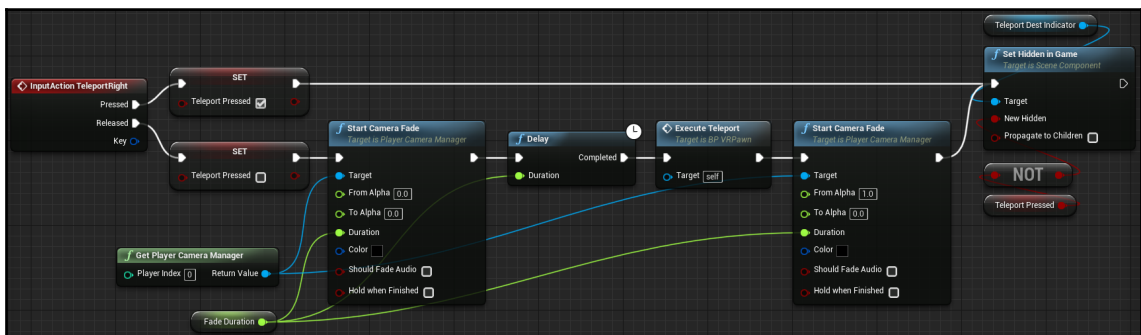 Teleport Dest Indicator
Set Hidden in Game
Target is Scene Component
Target
New Hidden
Propagate to Children
NOT
Teleport Pressed
InputAction TeleportRight
Pressed
Released
Key
SET
Teleport Pressed
SET
Teleport Pressed
Start Camera Fade
Target is Player Camera Manager
Target
From Alpha 0.0
To Alpha 0.0
Duration
Color
Should Fade Audio
Hold when Finished
Delay
Completed
Duration
Execute Teleport
Target is BP VRPawn
Target self
Start Camera Fade
Target is Player Camera Manager
Target
From Alpha 1.0
To Alpha 0.0
Duration
Color
Should Fade Audio
Hold when Finished
Get Player Camera Manager
Player Index 0 Return Value
Fade Duration